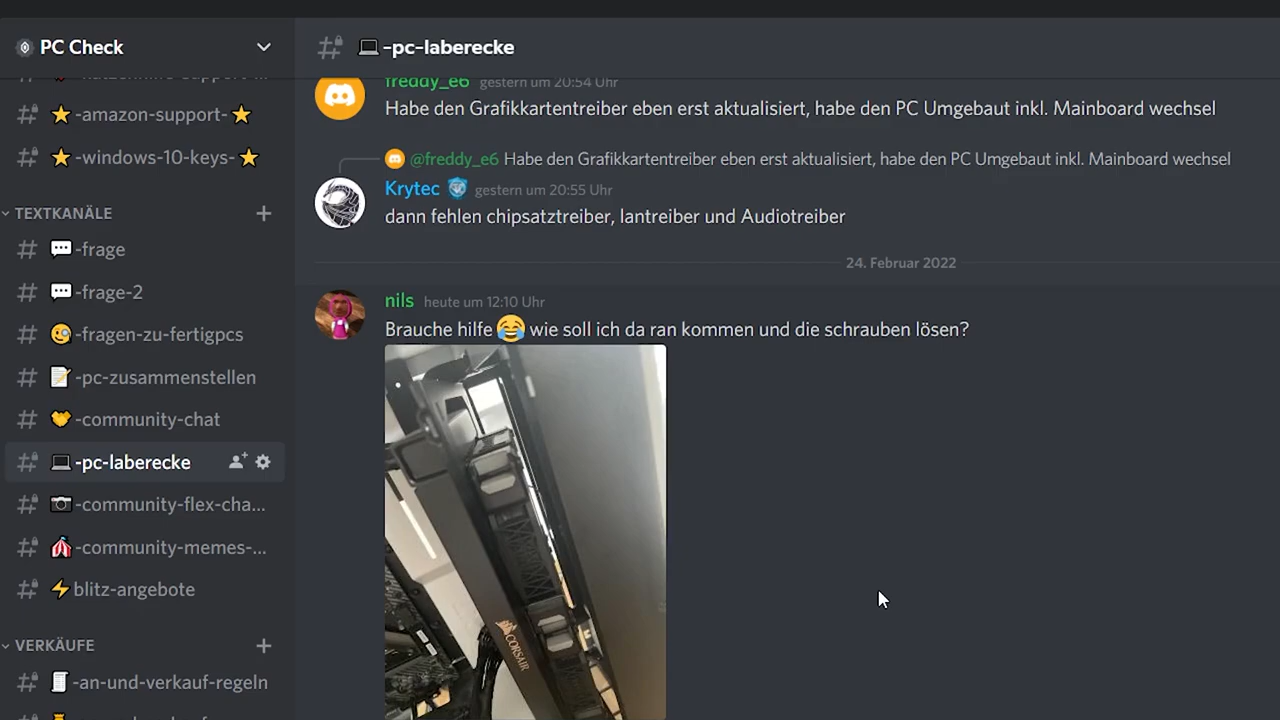 PC Check
-amazon-support-
-windows-10-keys-
TEXTKANÄLE
-frage
-frage-2
-fragen-zu-fertigpcs
-pc-zusammenstellen
-community-chat
-pc-laberecke
-community-flex-cha...
-community-memes-...
blitz-angebote
VERKÄUFE
-an-und-verkauf-regeln
-pc-laberecke
freddy_e6 gestern um 20:54 Uhr
Habe den Grafikkartentreiber eben erst aktualisiert, habe den PC Umgebaut inkl. Mainboard wechsel
@freddy_e6 Habe den Grafikkartentreiber eben erst aktualisiert, habe den PC Umgebaut inkl. Mainboard wechsel
Krytec gestern um 20:55 Uhr
dann fehlen chipsatztreiber, lantreiber und Audiotreiber
24. Februar 2022
nils heute um 12:10 Uhr
Brauche hilfe 😂 wie soll ich da ran kommen und die schrauben lösen?
CORSAIR